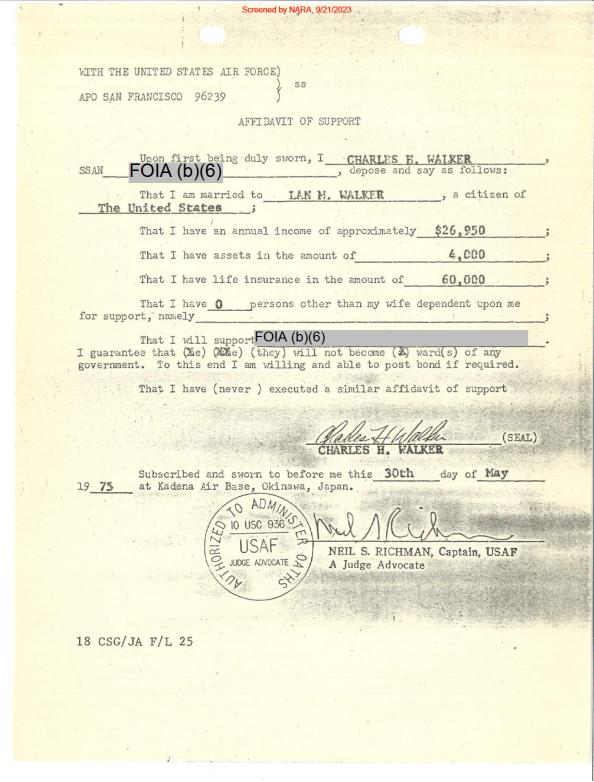 Screened by NARA, 9/21/2023
WITH THE UNITED STATES AIR FORCE)
) ss
APO SAN FRANCISCO 96239 )
AFFIDAVIT OF SUPPORT
Upon first being duly sworn, I CHARLES H. WALKER,
SSAN FOIA (b)(6), depose and say as follows:
That I am married to LAN M. WALKER, a citizen of
The United States;
That I have an annual income of approximately $26,950;
That I have assets in the amount of 4,000;
That I have life insurance in the amount of 60,000;
That I have 0 persons other than my wife dependent upon me
for support, namely ;
That I will support FOIA (b)(6).
I guarantee that (he) (she) (they) will not become (a) ward(s) of any
government. To this end I am willing and able to post bond if required.
That I have (never ) executed a similar affidavit of support
Charles H Walker (SEAL)
CHARLES H. WALKER
Subscribed and sworn to before me this 30th day of May
19 75 at Kadena Air Base, Okinawa, Japan.
AUTHORIZED TO ADMINISTER OATHS
10 USC 936
USAF
JUDGE ADVOCATE
Neil S Richman
NEIL S. RICHMAN, Captain, USAF
A Judge Advocate
18 CSG/JA F/L 25